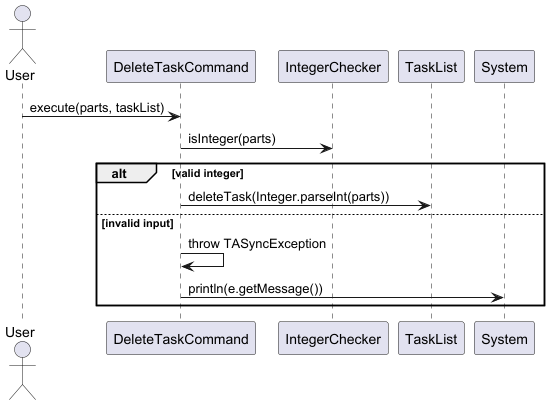 User
DeleteTaskCommand
IntegerChecker
TaskList
System
execute(parts, taskList)
isInteger(parts)
alt
[valid integer]
deleteTask(Integer.parseInt(parts))
[invalid input]
throw TASyncException
println(e.getMessage())
User
DeleteTaskCommand
IntegerChecker
TaskList
System